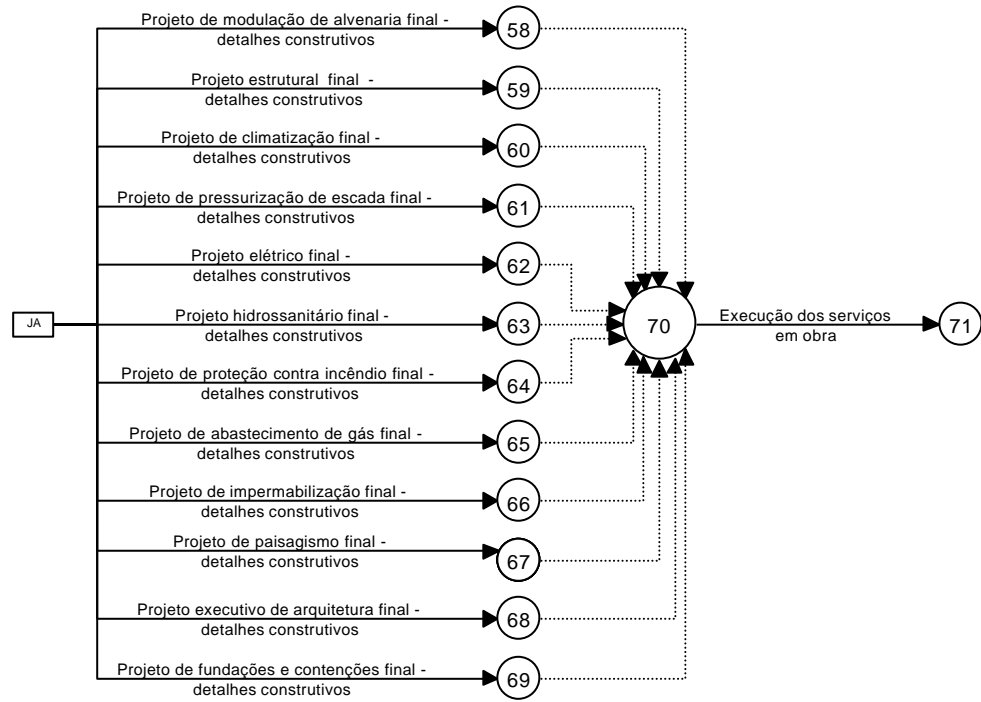 Projeto de modulação de alvenaria final -
detalhes construtivos
58
Projeto estrutural final -
detalhes construtivos
59
Projeto de climatização final -
detalhes construtivos
60
Projeto de pressurização de escada final -
detalhes construtivos
61
Projeto elétrico final -
detalhes construtivos
62
JA
Projeto hidrossanitário final -
detalhes construtivos
63
70
Execução dos serviços
em obra
71
Projeto de proteção contra incêndio final -
detalhes construtivos
64
Projeto de abastecimento de gás final -
detalhes construtivos
65
Projeto de impermabilização final -
detalhes construtivos
66
Projeto de paisagismo final -
detalhes construtivos
67
Projeto executivo de arquitetura final -
detalhes construtivos
68
Projeto de fundações e contenções final -
detalhes construtivos
69